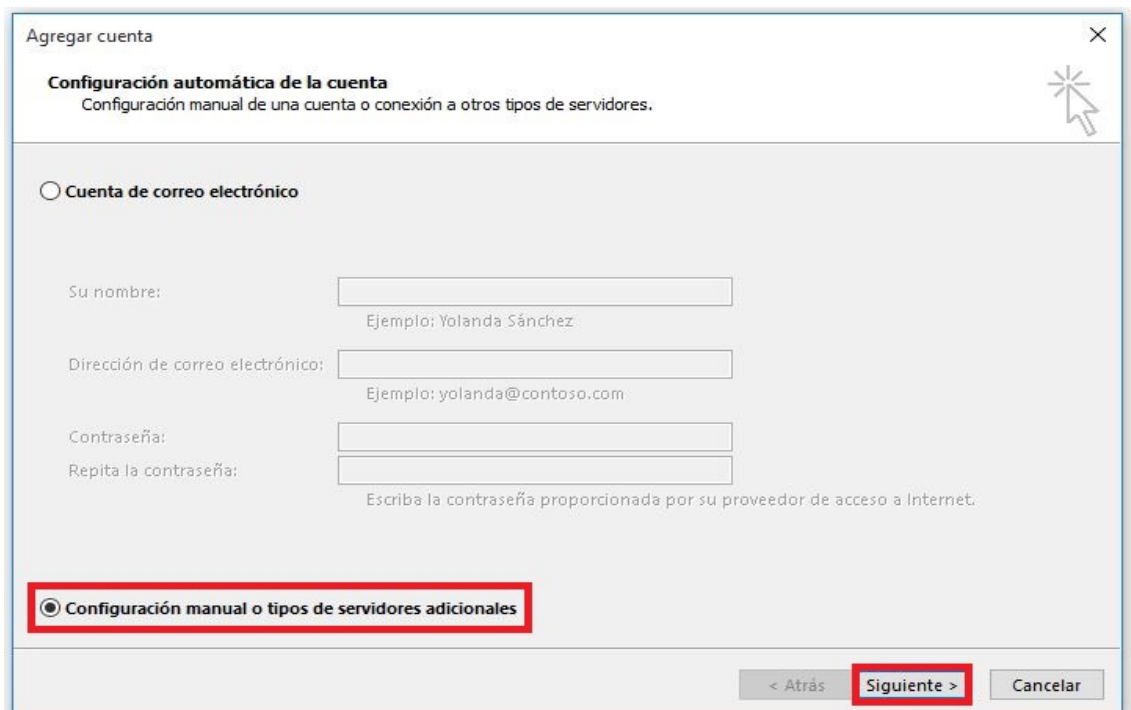 Agregar cuenta
Configuración automática de la cuenta
Configuración manual de una cuenta o conexión a otros tipos de servidores.
Cuenta de correo electrónico
Su nombre:
Ejemplo: Yolanda Sánchez
Dirección de correo electrónico:
Ejemplo: yolanda@contoso.com
Contraseña:
Repita la contraseña:
Escriba la contraseña proporcionada por su proveedor de acceso a Internet.
Configuración manual o tipos de servidores adicionales
< Atrás Siguiente > Cancelar